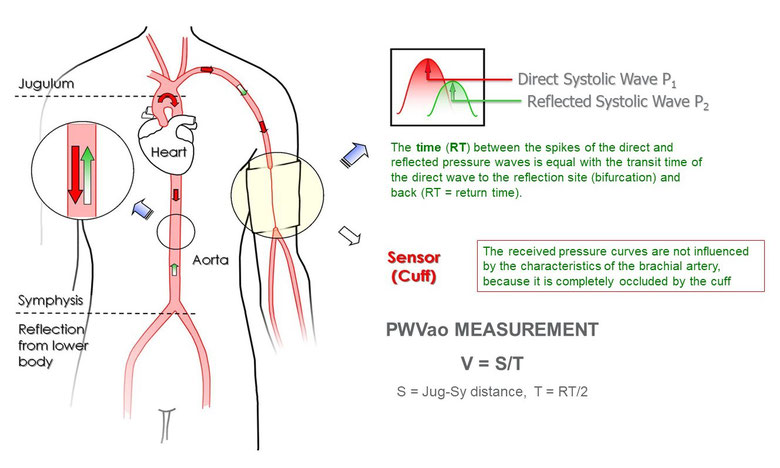 Jugulum
Heart
Aorta
Symphysis
Reflection
from lower
body
Direct Systolic Wave P₁
Reflected Systolic Wave P₂
The time (RT) between the spikes of the direct and
reflected pressure waves is equal with the transit time of
the direct wave to the reflection site (bifurcation) and
back (RT = return time).
Sensor
(Cuff)
The received pressure curves are not influenced
by the characteristics of the brachial artery,
because it is completely occluded by the cuff
PWVao MEASUREMENT
V = S/T
S = Jug-Sy distance, T = RT/2